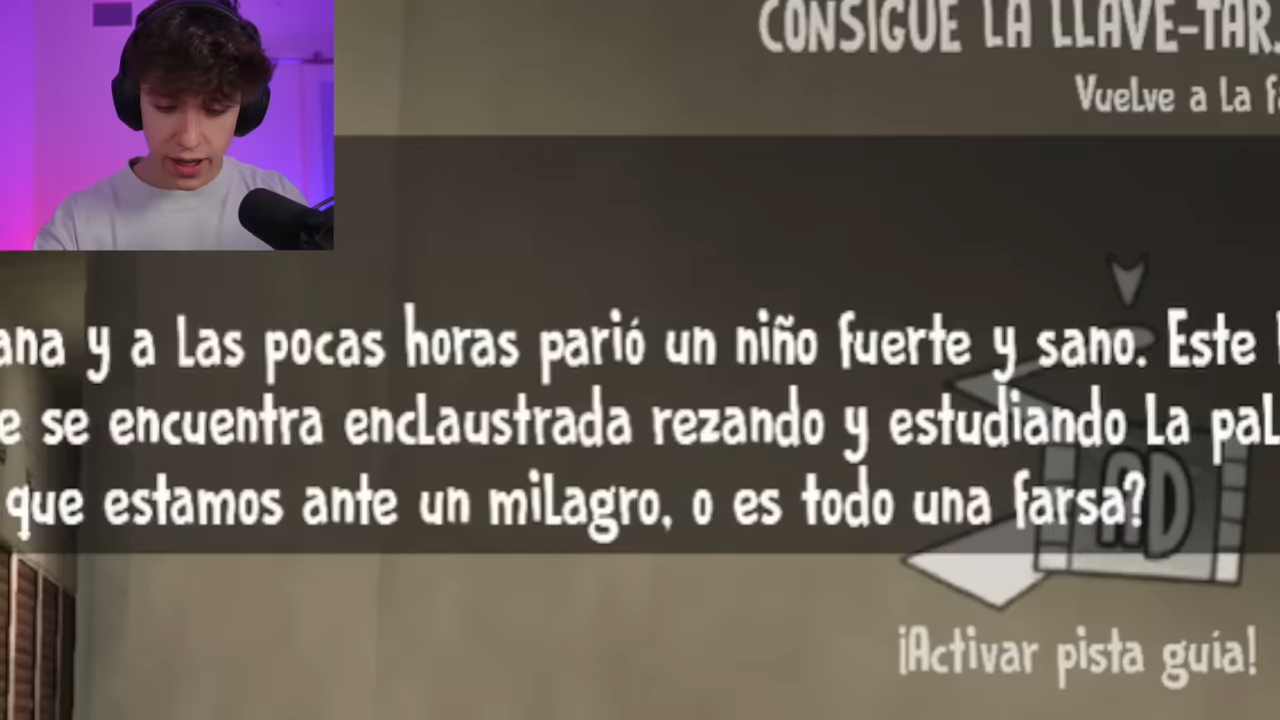 CONSIGUE LA LLAVE-TAR
Vuelve a la
y a las pocas horas parió un niño fuerte y sano. Este
se encuentra enclaustrada rezando y estudiando la
que estamos ante un milagro, o es todo una farsa?
AD
¡Activar pista guía!